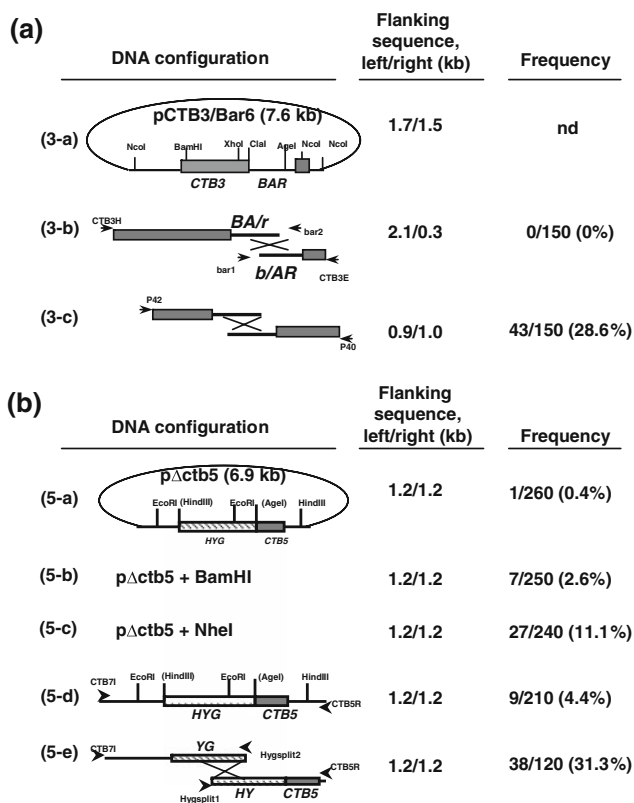 (a)
DNA configuration
Flanking
sequence,
left/right (kb)
Frequency
(3-a)
pCTB3/Bar6 (7.6 kb)
NcoI BamHI XhoI ClaI AgeI NcoI NcoI
CTB3 BAR
1.7/1.5
nd
(3-b)
CTB3H
BA/r
bar2
bar1
b/AR
CTB3E
2.1/0.3
0/150 (0%)
(3-c)
P42
P40
0.9/1.0
43/150 (28.6%)
(b)
DNA configuration
Flanking
sequence,
left/right (kb)
Frequency
(5-a)
pΔctb5 (6.9 kb)
EcoRI (HindIII) EcoRI (AgeI) HindIII
HYG CTB5
1.2/1.2
1/260 (0.4%)
(5-b)
pΔctb5 + BamHI
1.2/1.2
7/250 (2.6%)
(5-c)
pΔctb5 + NheI
1.2/1.2
27/240 (11.1%)
(5-d)
CTB7I
EcoRI (HindIII) EcoRI (AgeI) HindIII
CTB5R
HYG CTB5
1.2/1.2
9/210 (4.4%)
(5-e)
CTB7I
YG
Hygsplit2
CTB5R
Hygsplit1
HY CTB5
1.2/1.2
38/120 (31.3%)